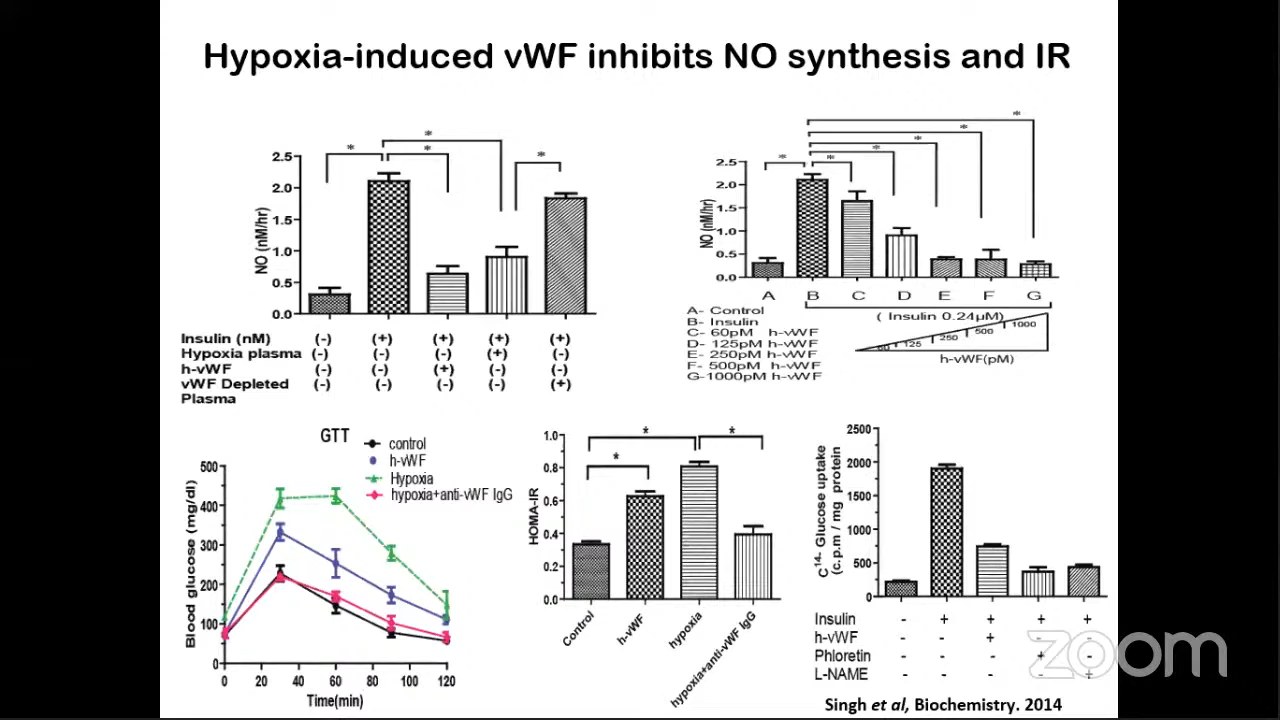 Hypoxia-induced vWF inhibits NO synthesis and IR
NO (nM/hr)
2.5
2.0
1.5
1.0
0.5
0.0
* * * *
Insulin (nM) (-) (+) (+) (+) (+)
Hypoxia plasma (-) (-) (-) (+) (-)
h-vWF (-) (-) (+) (-) (-)
vWF Depleted (-) (-) (-) (-) (+)
Plasma
NO (nM/hr)
2.5
2.0
1.5
1.0
0.5
0.0
* * * * * *
A B C D E F G
( Insulin 0.24µM)
A- Control
B- Insulin
C- 60pM h-vWF
D- 125pM h-vWF
E- 250pM h-vWF
F- 500pM h-vWF
G-1000pM h-vWF
60 125 250 500 1000
h-vWF(pM)
GTT
control
h-vWF
Hypoxia
hypoxia+anti-vWF IgG
Blood glucose (mg/dl)
500
400
300
200
100
0
0 20 40 60 80 100 120
Time(min)
HOMA-IR
1.0
0.8
0.6
0.4
0.2
0.0
* * *
Control
h-vWF
hypoxia
hypoxia+anti-vWF IgG
C14- Glucose uptake
(c.p.m / mg protein
2500
2000
1500
1000
500
0
Insulin - + + + +
h-vWF - - + - -
Phloretin - - - + -
L-NAME - - - - +
zoom
Singh et al, Biochemistry. 2014